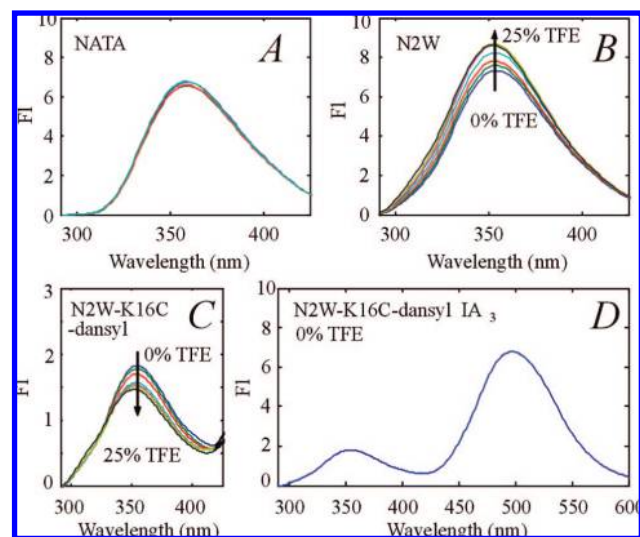 10
8
6
4
2
0
Fl
NATA
A
300
350
400
Wavelength (nm)
10
8
6
4
2
0
Fl
N2W
25% TFE
B
0% TFE
300
350
400
Wavelength (nm)
3
2
1
0
Fl
N2W-K16C
-dansyl
C
0% TFE
25% TFE
300
350
400
Wavelength (nm)
10
8
6
4
2
0
Fl
N2W-K16C-dansyl IA 3
0% TFE
D
300
350
400
450
500
550
600
Wavelength (nm)